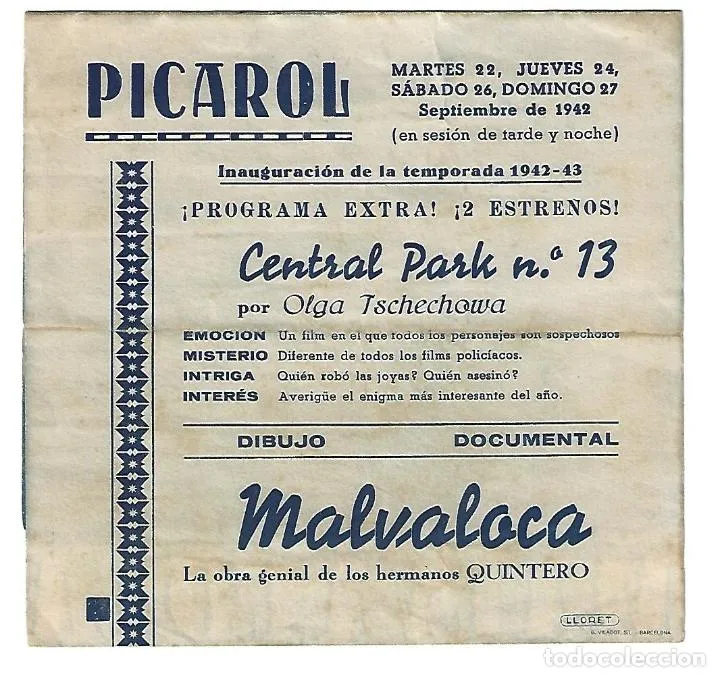 PICAROL
MARTES 22, JUEVES 24,
SÁBADO 26, DOMINGO 27
Septiembre de 1942
(en sesión de tarde y noche)
Inauguración de la temporada 1942-43
¡PROGRAMA EXTRA! ¡2 ESTRENOS!
Central Park n.º 13
por Olga Tschechowa
EMOCION Un film en el que todos los personajes son sospechosos
MISTERIO Diferente de todos los films policíacos.
INTRIGA Quién robó las joyas? Quién asesinó?
INTERÉS Averigüe el enigma más interesante del año.
DIBUJO DOCUMENTAL
Malvaloca
La obra genial de los hermanos QUINTERO
LLORET
BARCELONA
todocoleccion